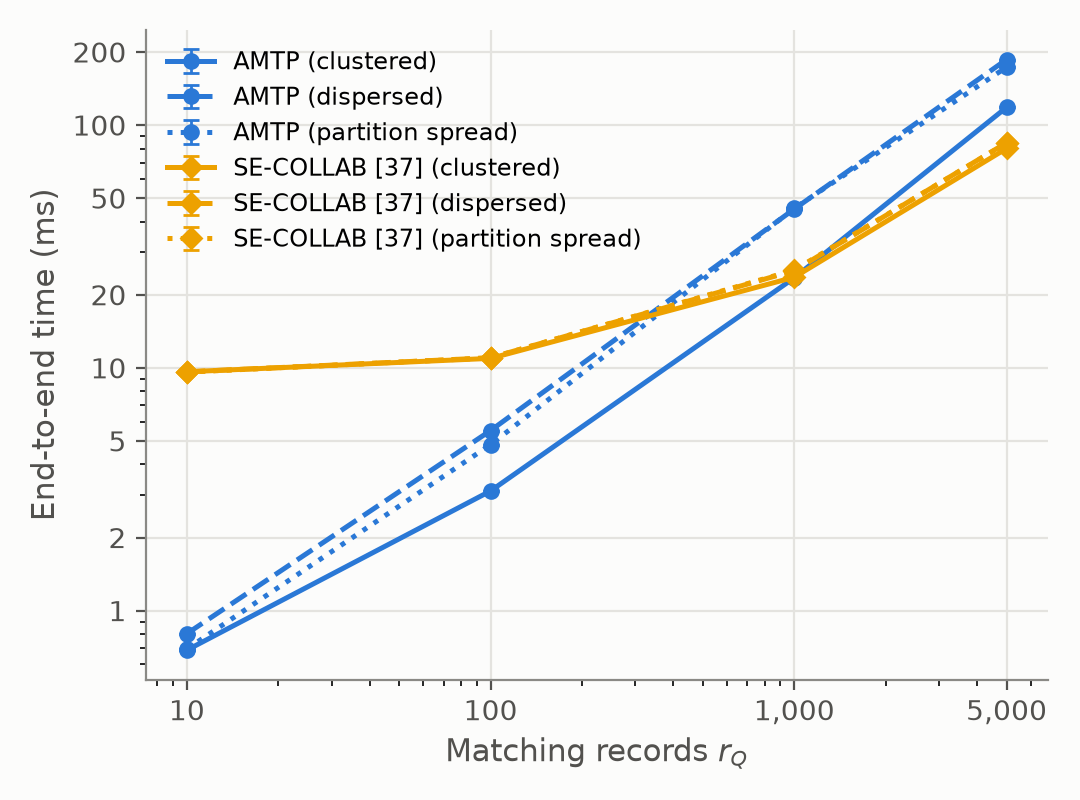 200
100
50
20
10
5
2
1
End-to-end time (ms)
AMTP (clustered)
AMTP (dispersed)
AMTP (partition spread)
SE-COLLAB [37] (clustered)
SE-COLLAB [37] (dispersed)
SE-COLLAB [37] (partition spread)
10
100
1,000
5,000
Matching records r_Q